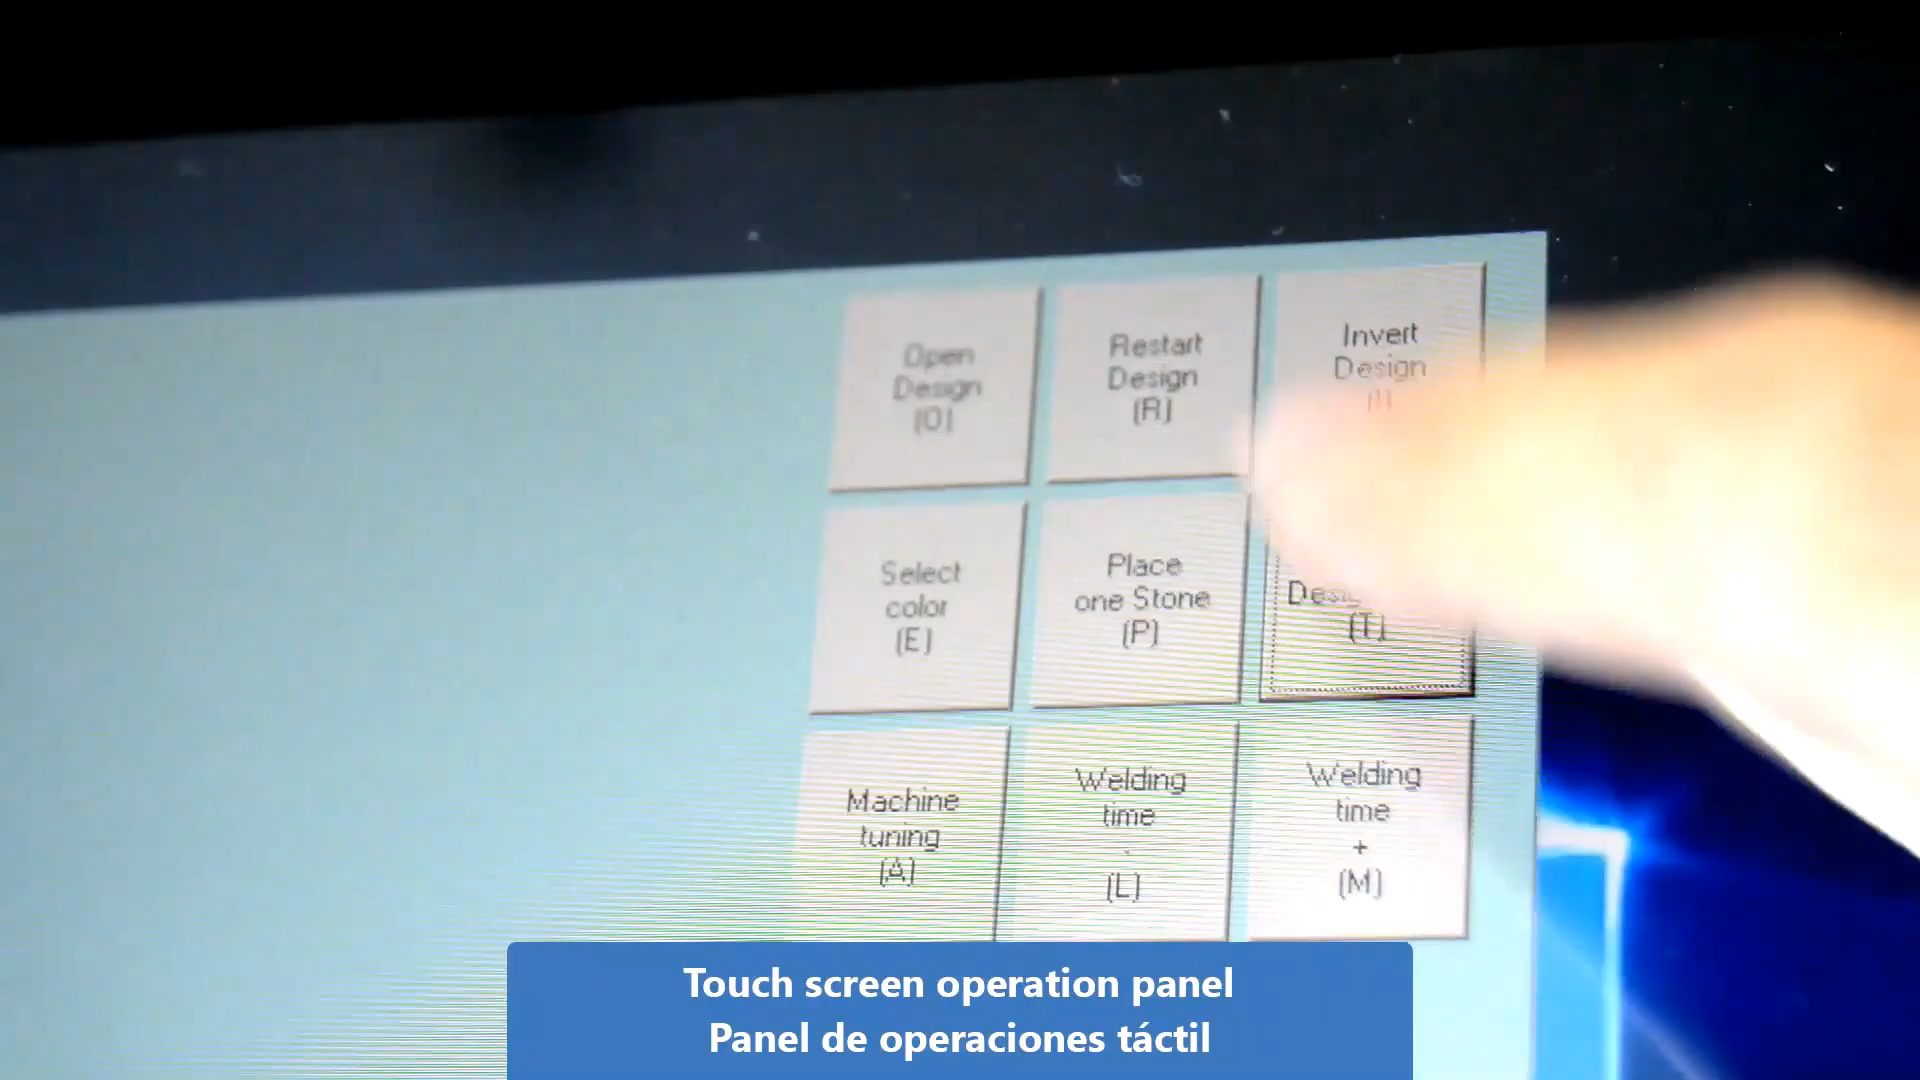 Open
Design
(O)
Restart
Design
(R)
Invert
Design
Select
color
(E)
Place
one Stone
(P)
(T)
Machine
tuning
(A)
Welding
time
-
(L)
Welding
time
+
(M)
Touch screen operation panel
Panel de operaciones táctil